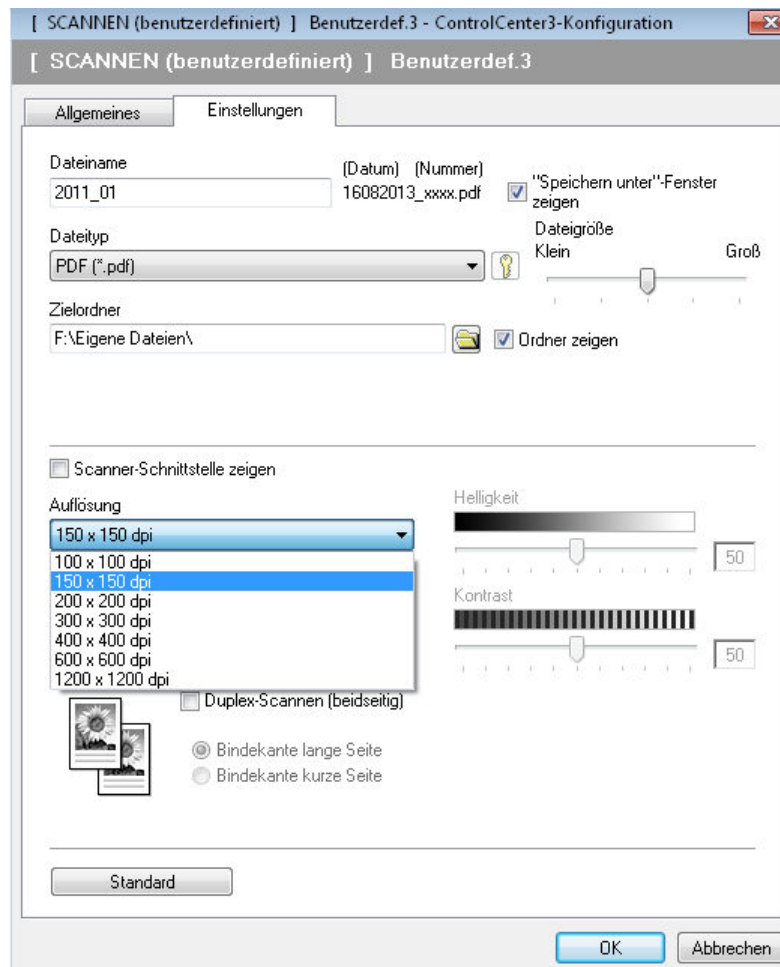 [ SCANNEN (benutzerdefiniert) ] Benutzerdef.3 - ControlCenter3-Konfiguration
[ SCANNEN (benutzerdefiniert) ] Benutzerdef.3
Allgemeines
Einstellungen
Dateiname
(Datum) (Nummer)
2011_01
16082013_xxxx.pdf
"Speichern unter"-Fenster
zeigen
Dateityp
PDF (*.pdf)
Dateigröße
Klein
Groß
Zielordner
F:\Eigene Dateien\
Ordner zeigen
Scanner-Schnittstelle zeigen
Auflösung
150 x 150 dpi
100 x 100 dpi
150 x 150 dpi
200 x 200 dpi
300 x 300 dpi
400 x 400 dpi
600 x 600 dpi
1200 x 1200 dpi
Helligkeit
50
Kontrast
50
Duplex-Scannen (beidseitig)
Bindekante lange Seite
Bindekante kurze Seite
Standard
OK
Abbrechen